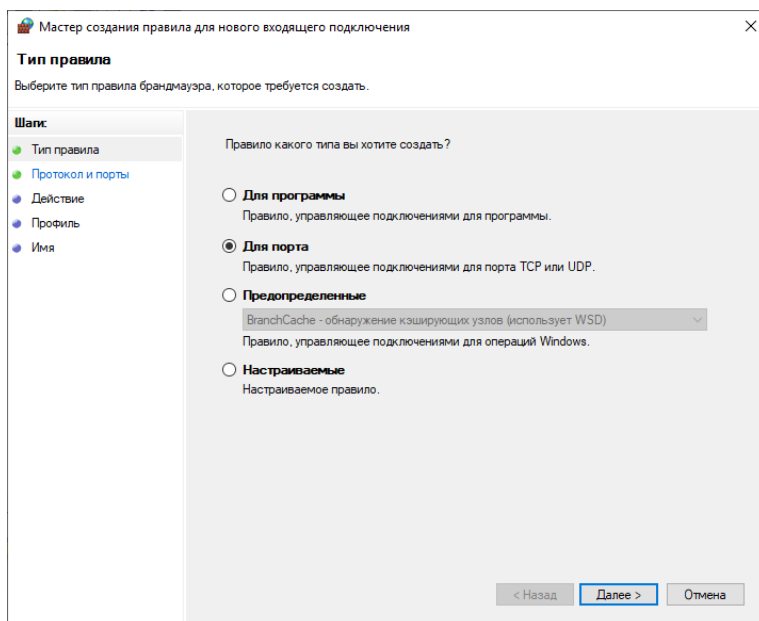 Мастер создания правила для нового входящего подключения
Тип правила
Выберите тип правила брандмауэра, которое требуется создать.
Шаги:
Тип правила
Протокол и порты
Действие
Профиль
Имя
Правило какого типа вы хотите создать?
Для программы
Правило, управляющее подключениями для программы.
Для порта
Правило, управляющее подключениями для порта TCP или UDP.
Предопределенные
BranchCache - обнаружение кэширующих узлов (использует WSD)
Правило, управляющее подключениями для операций Windows.
Настраиваемые
Настраиваемое правило.
< Назад
Далее >
Отмена